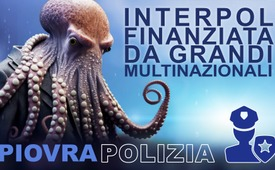 INTERPOL
FINANZIATA
DA GRANDI
MULTINAZIONALI
PIOVRA POLIZIA